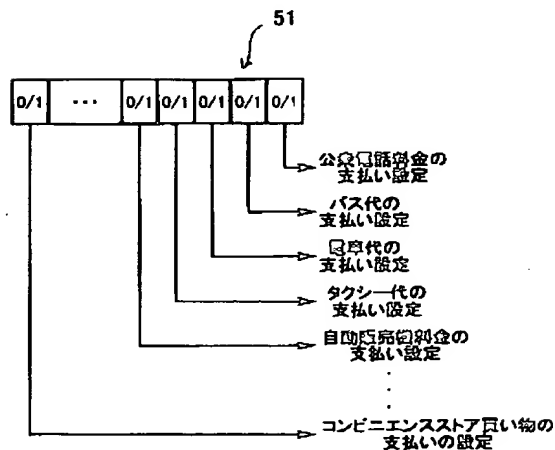 51
0/1 ... 0/1 0/1 0/1 0/1 0/1
公衆電話料金の
支払い設定
バス代の
支払い設定
電車代の
支払い設定
タクシー代の
支払い設定
自動販売機料金の
支払い設定
コンビニエンスストア買い物の
支払いの設定